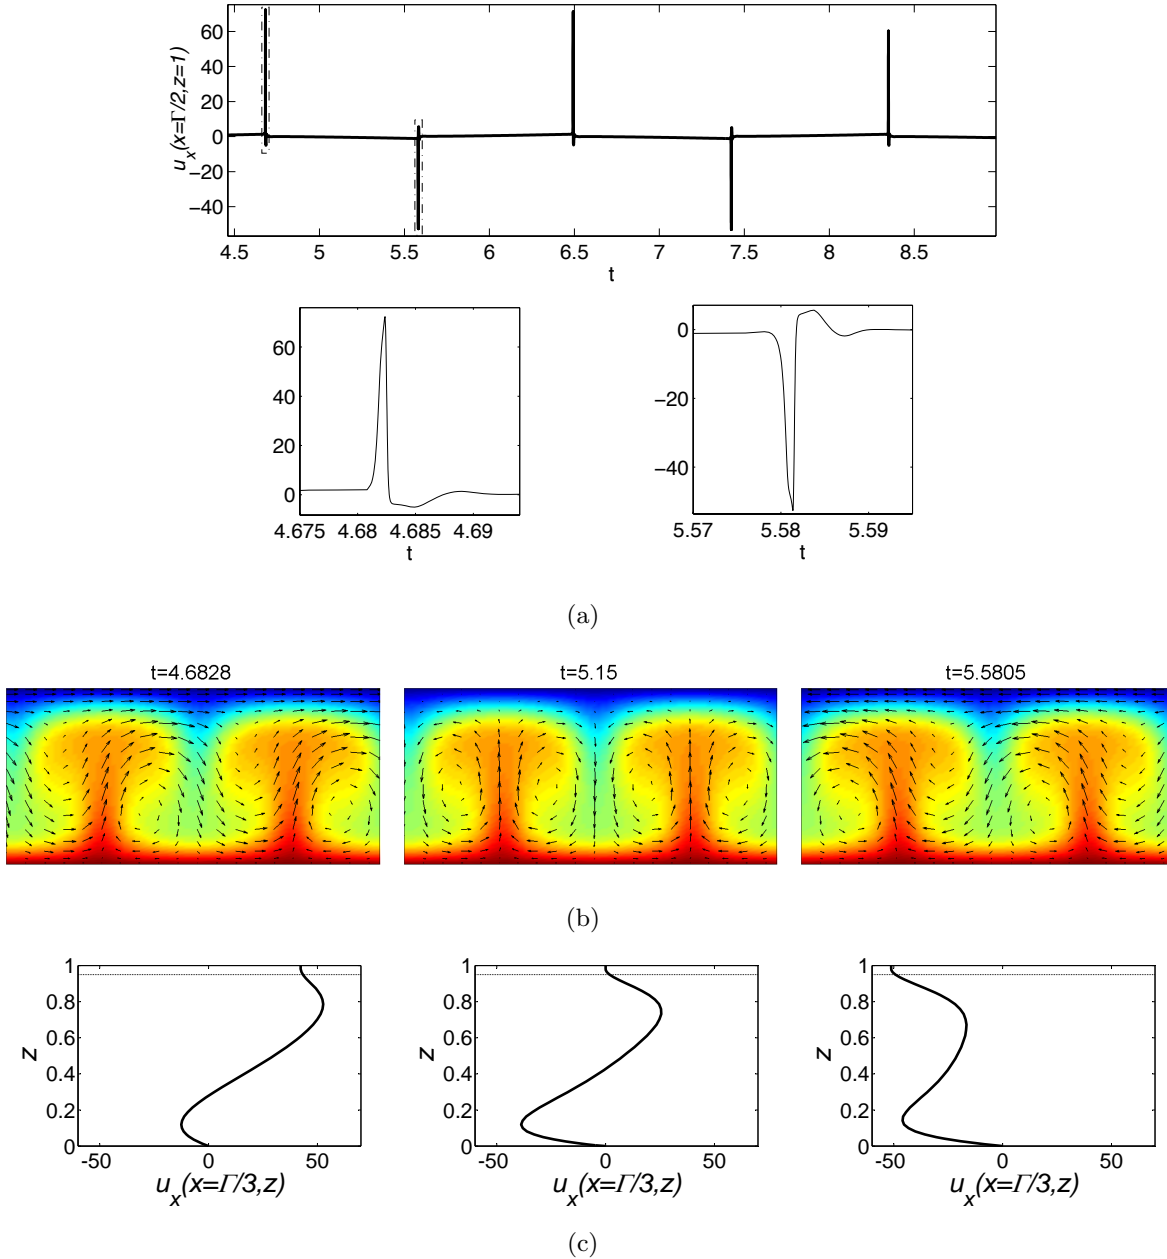 u_x(x=Γ/2,z=1)
60
40
20
0
−20
−40
4.5 5 5.5 6 6.5 7 7.5 8 8.5
t
60
40
20
0
4.675 4.68 4.685 4.69
t
0
−20
−40
5.57 5.58 5.59
t
(a)
t=4.6828 t=5.15 t=5.5805
(b)
1
0.8
0.6
0.4
0.2
0
z
-50 0 50
u_x(x=Γ/3,z)
1
0.8
0.6
0.4
0.2
0
z
-50 0 50
u_x(x=Γ/3,z)
1
0.8
0.6
0.4
0.2
0
z
-50 0 50
u_x(x=Γ/3,z)
(c)